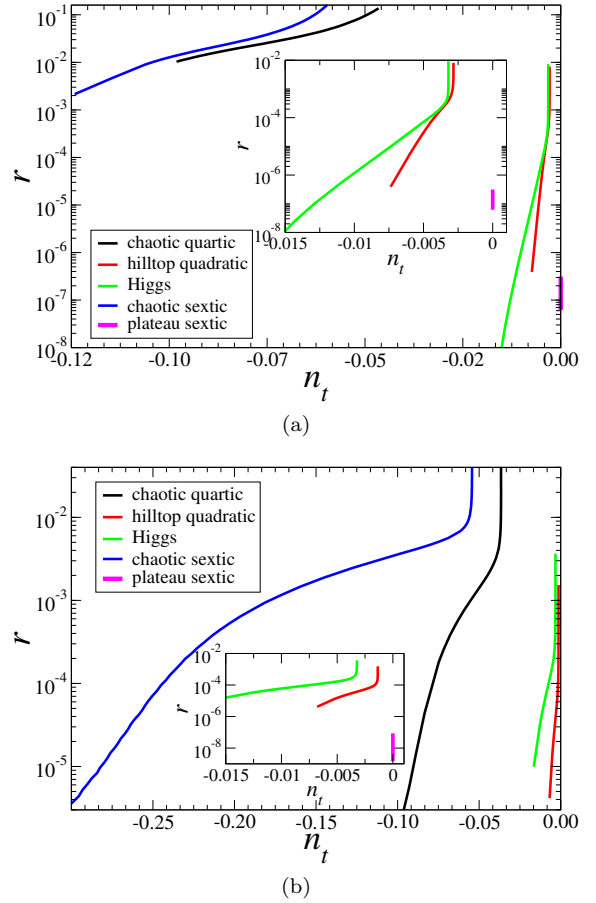 10^-1
10^-2
10^-3
10^-4
10^-5
10^-6
10^-7
10^-8
r
-0.12
-0.10
-0.07
-0.05
-0.02
0.00
n_t
chaotic quartic
hilltop quadratic
Higgs
chaotic sextic
plateau sextic
10^-2
10^-4
10^-6
10^-8
r
-0.015
-0.01
-0.005
0
n_t
(a)
10^-2
10^-3
10^-4
10^-5
r
-0.25
-0.20
-0.15
-0.10
-0.05
0.00
n_t
chaotic quartic
hilltop quadratic
Higgs
chaotic sextic
plateau sextic
10^-2
10^-4
10^-6
10^-8
r
-0.015
-0.01
-0.005
0
n_t
(b)